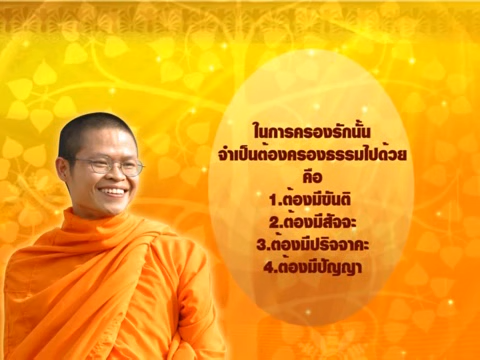 ในการครองรักนั้น
จำเป็นต้องครองธรรมไปด้วย
คือ
1.ต้องมีขันติ
2.ต้องมีสัจจะ
3.ต้องมีปริจจาคะ
4.ต้องมีปัญญา